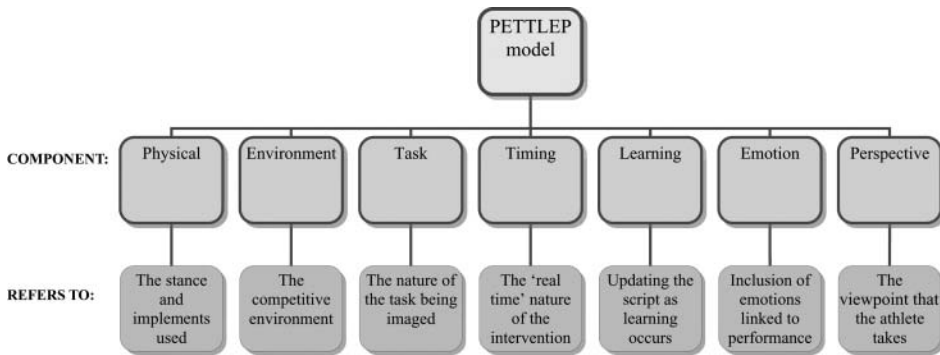 PETTLEP
model
COMPONENT:
Physical
Environment
Task
Timing
Learning
Emotion
Perspective
REFERS TO:
The stance
and
implements
used
The
competitive
environment
The nature of
the task being
imaged
The ‘real
time’ nature
of the
intervention
Updating the
script as
learning
occurs
Inclusion of
emotions
linked to
performance
The
viewpoint that
the athlete
takes